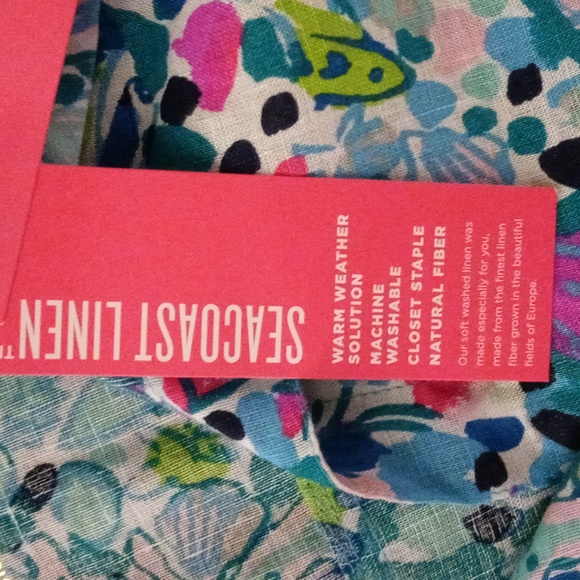 SEACOAST LINEN™
WARM WEATHER
SOLUTION
MACHINE
WASHABLE
CLOSET STAPLE
NATURAL FIBER
Our soft washed linen was
made especially for you,
made from the finest linen
fiber grown in the beautiful
fields of Europe.